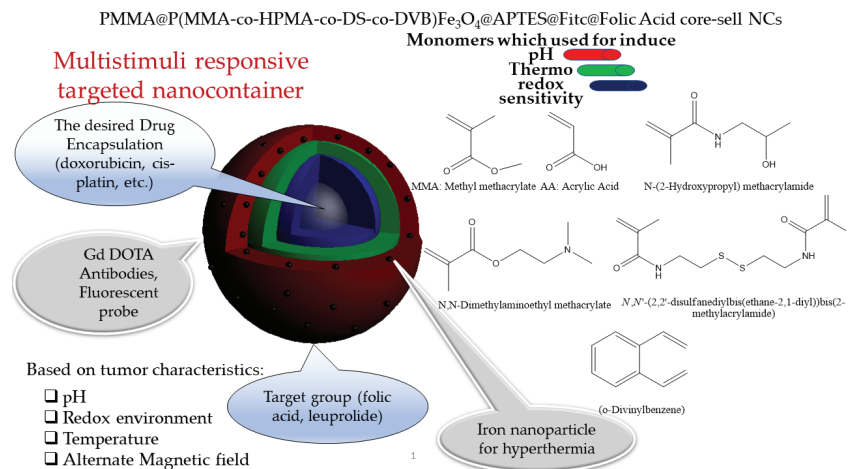 PMMA@P(MMA-co-HPMA-co-DS-co-DVB)Fe₃O₄@APTES@Fitc@Folic Acid core-sell NCs
Multistimuli responsive
targeted nanocontainer
Monomers which used for induce
pH
Thermo
redox
sensitivity
The desired Drug
Encapsulation
(doxorubicin, cis-
platin, etc.)
O
O
MMA: Methyl methacrylate
O
OH
AA: Acrylic Acid
O
N
H
OH
N-(2-Hydroxypropyl) methacrylamide
Gd DOTA
Antibodies,
Fluorescent
probe
O
O
N
N,N-Dimethylaminoethyl methacrylate
O
N
H
S
S
NH
O
N,N'-(2,2'-disulfanediylbis(ethane-2,1-diyl))bis(2-
methylacrylamide)
(o-Divinylbenzene)
Based on tumor characteristics:
❑ pH
❑ Redox environment
❑ Temperature
❑ Alternate Magnetic field
Target group (folic
acid, leuprolide)
Iron nanoparticle
for hyperthermia
1